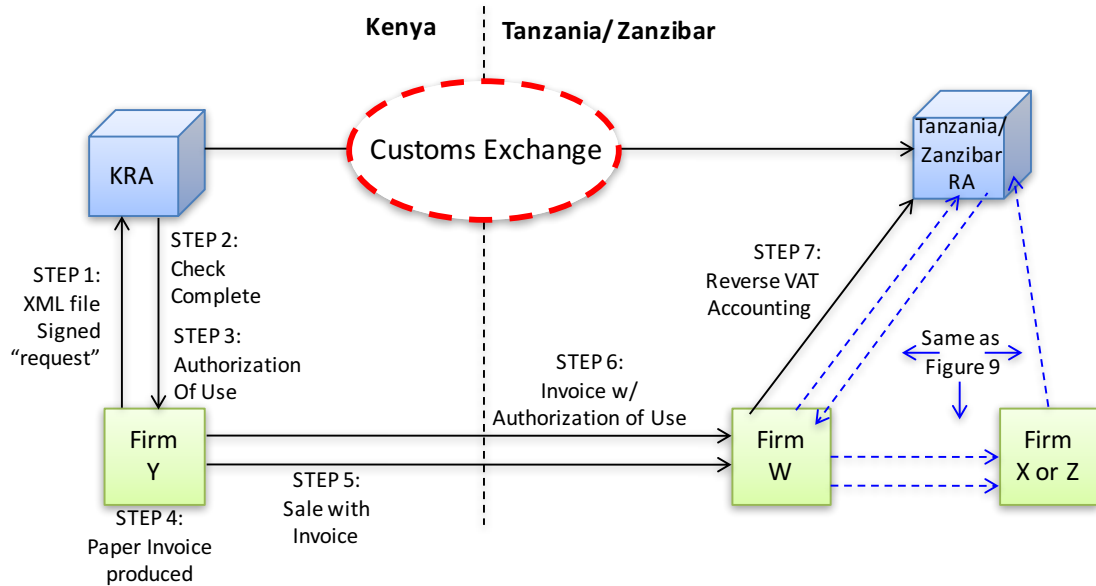 Kenya
Tanzania/ Zanzibar
Customs Exchange
KRA
Tanzania/
Zanzibar
RA
STEP 1:
XML file
Signed
“request”
STEP 2:
Check
Complete
STEP 3:
Authorization
Of Use
STEP 7:
Reverse VAT
Accounting
Same as
Figure 9
STEP 6:
Invoice w/
Authorization of Use
Firm
Y
Firm
W
Firm
X or Z
STEP 5:
Sale with
Invoice
STEP 4:
Paper Invoice
produced